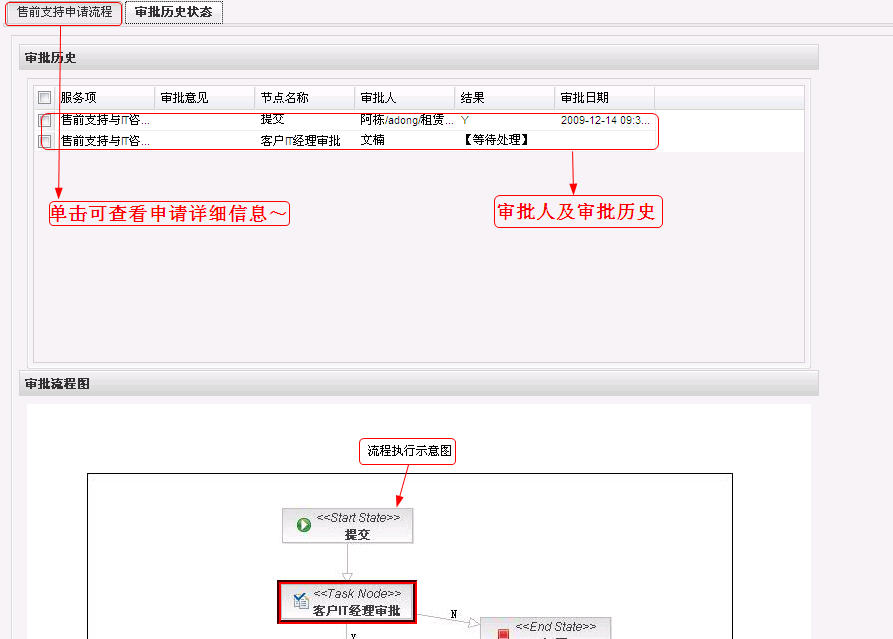 售前支持申请流程 审批历史状态
审批历史
服务项 审批意见 节点名称 审批人 结果 审批日期
售前支持与IT咨... 提交 阿栋/adong/租赁... Y 2009-12-14 09:3...
售前支持与IT咨... 客户IT经理审批 文楠 【等待处理】
单击可查看申请详细信息～
审批人及审批历史
审批流程图
流程执行示意图
<<Start State>>
提交
<<Task Node>>
客户IT经理审批
N
Y
<<End State>>